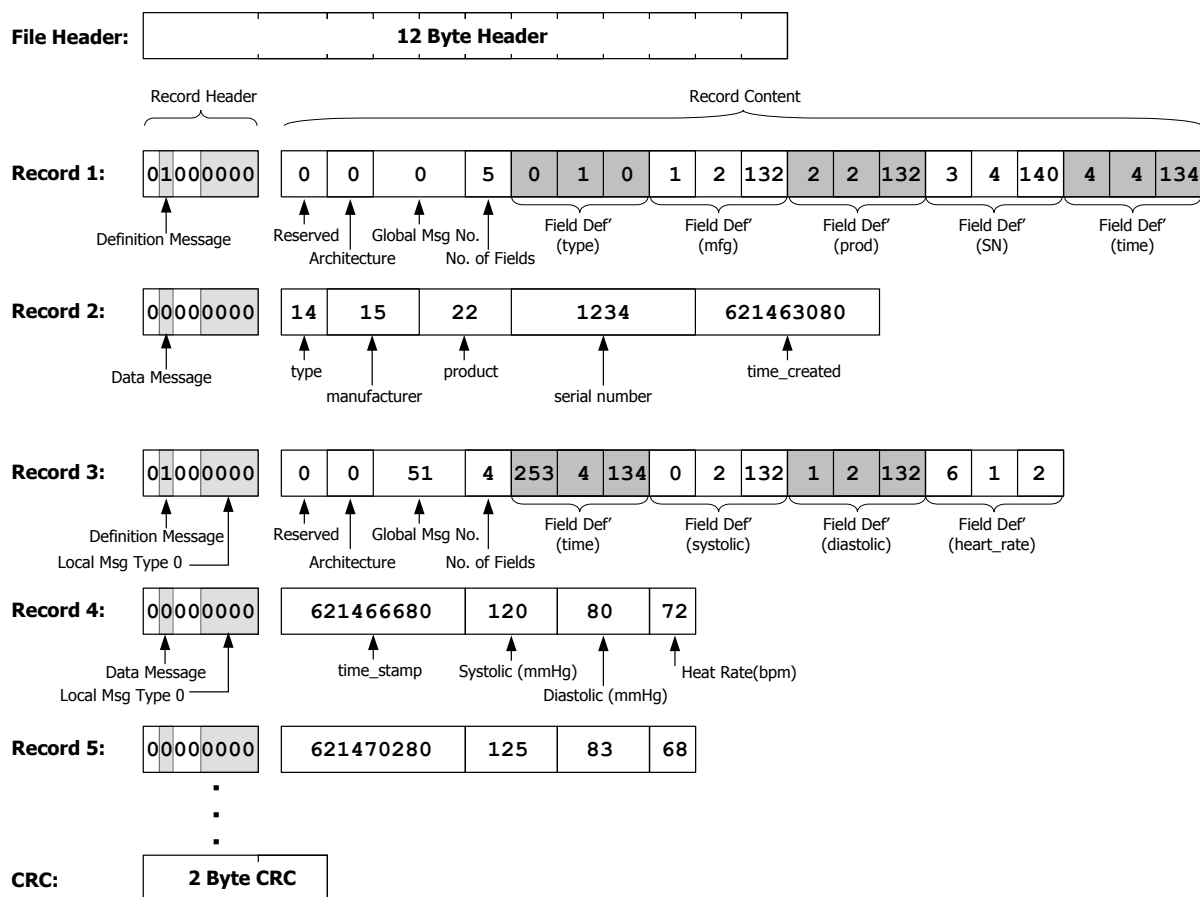 File Header: 12 Byte Header
Record Header Record Content
Record 1: 01000000 0 0 0 5 0 1 0 1 2 132 2 2 132 3 4 140 4 4 134
Definition Message Reserved Architecture Global Msg No. No. of Fields Field Def' (type) Field Def' (mfg) Field Def' (prod) Field Def' (SN) Field Def' (time)
Record 2: 00000000 14 15 22 1234 621463080
Data Message type manufacturer product serial number time_created
Record 3: 01000000 0 0 51 4 253 4 134 0 2 132 1 2 132 6 1 2
Definition Message Local Msg Type 0 Reserved Architecture Global Msg No. No. of Fields Field Def' (time) Field Def' (systolic) Field Def' (diastolic) Field Def' (heart_rate)
Record 4: 00000000 621466680 120 80 72
Data Message Local Msg Type 0 time_stamp Systolic (mmHg) Diastolic (mmHg) Heat Rate(bpm)
Record 5: 00000000 621470280 125 83 68
CRC: 2 Byte CRC